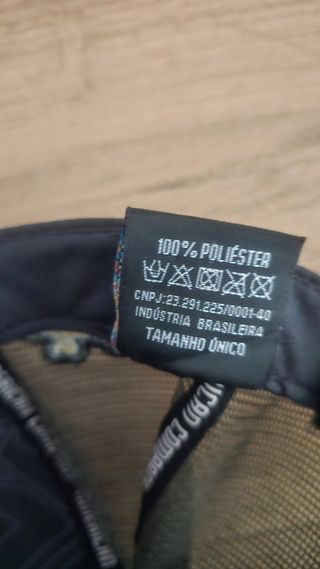 100% POLIÉSTER
CNPJ:23.291.225/0001-40
INDÚSTRIA BRASILEIRA
TAMANHO ÚNICO